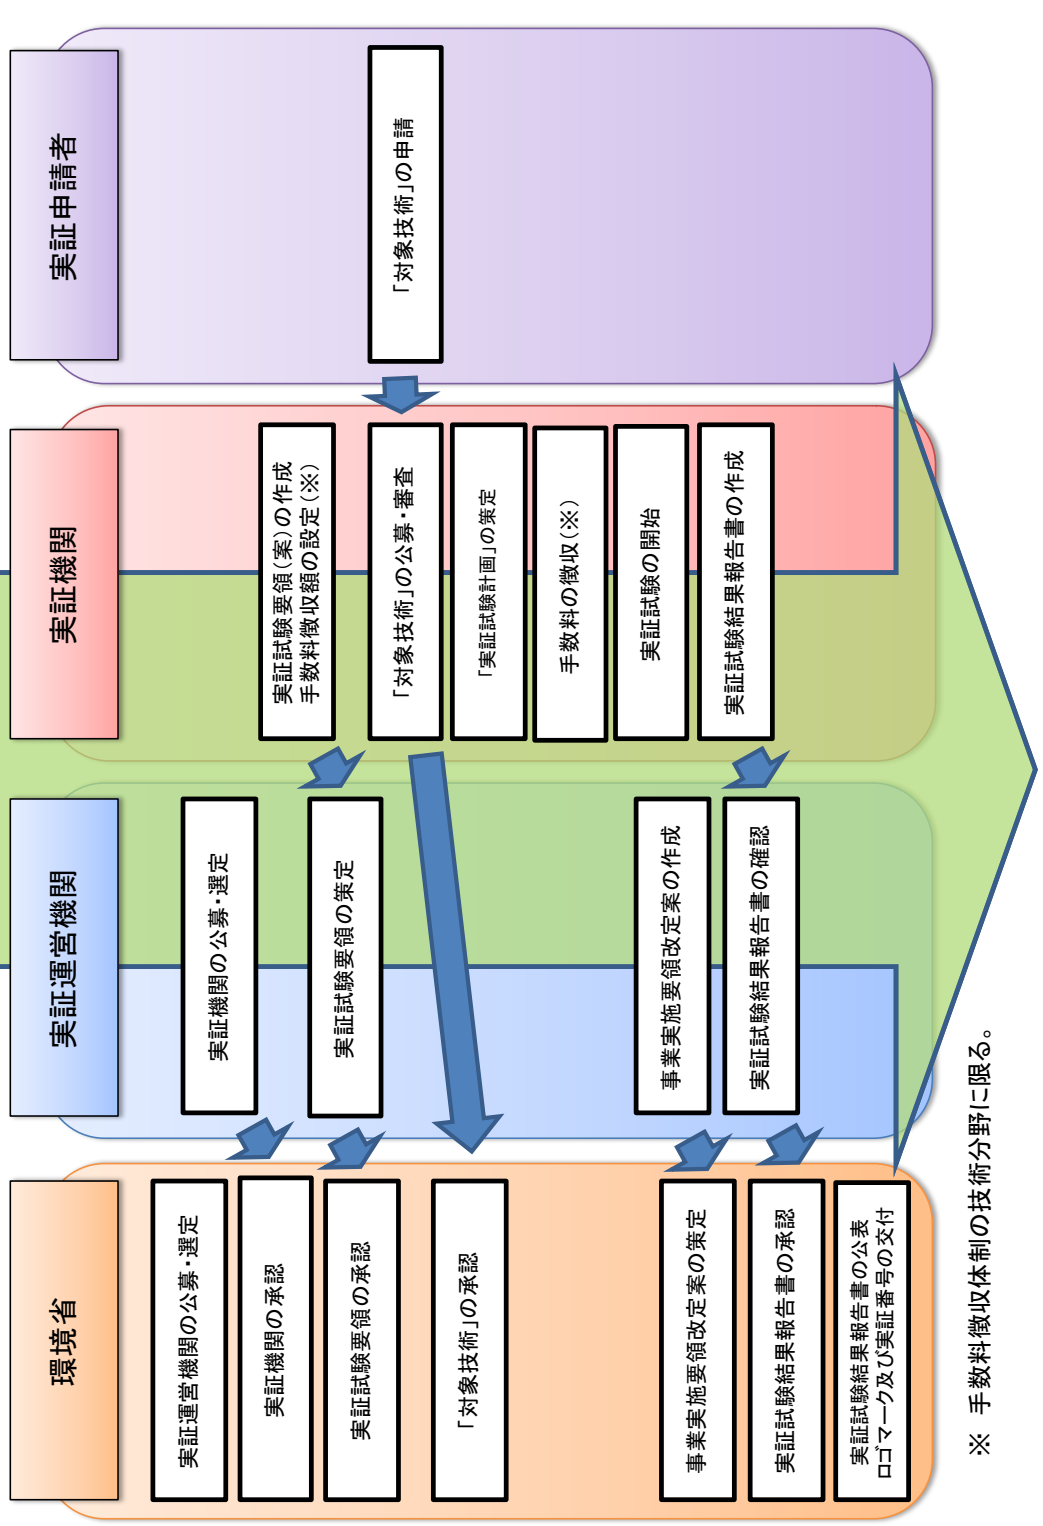 環境省
実証運営機関の公募・選定
実証機関の承認
実証試験要領の承認
「対象技術」の承認
事業実施要領改定案の策定
実証試験結果報告書の承認
実証試験結果報告書の公表
ロゴマーク及び実証番号の交付
実証運営機関
実証機関の公募・選定
実証試験要領の策定
事業実施要領改定案の作成
実証試験結果報告書の確認
実証機関
実証試験要領(案)の作成
手数料徴収額の設定(※)
「対象技術」の公募・審査
「実証試験計画」の策定
手数料の徴収(※)
実証試験の開始
実証試験結果報告書の作成
実証申請者
「対象技術」の申請
※ 手数料徴収体制の技術分野に限る。